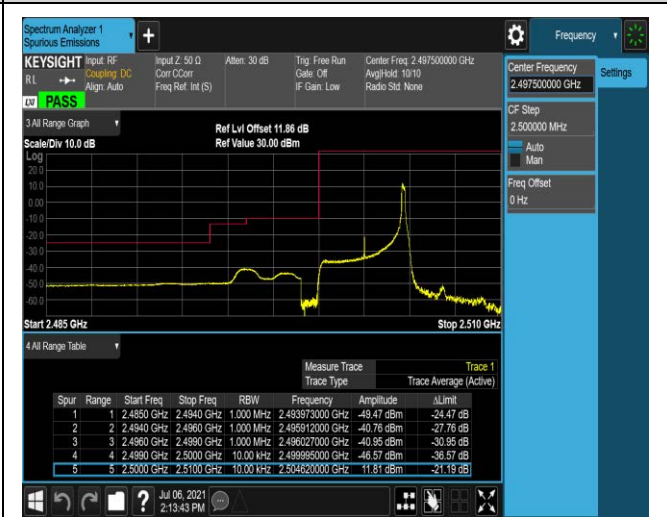 Spectrum Analyzer 1
Spurious Emissions
+
Frequency
KEYSIGHT Input: RF Input Z: 50 Ω Atten: 30 dB Trig: Free Run Center Freq: 2.497500000 GHz
RL Coupling: DC Corr CCorr Gate: Off Avg|Hold: 10/10
Align: Auto Freq Ref: Int (S) IF Gain: Low Radio Std: None
LXI PASS
Center Frequency
2.497500000 GHz
Settings
CF Step
2.500000 MHz
Auto
Man
Freq Offset
0 Hz
3 All Range Graph
Ref Lvl Offset 11.86 dB
Scale/Div 10.0 dB Ref Value 30.00 dBm
Log
20.0
10.0
0.00
-10.0
-20.0
-30.0
-40.0
-50.0
-60.0
Start 2.485 GHz Stop 2.510 GHz
4 All Range Table
Measure Trace Trace 1
Trace Type Trace Average (Active)
Spur Range Start Freq Stop Freq RBW Frequency Amplitude ΔLimit
1 1 2.4850 GHz 2.4940 GHz 1.000 MHz 2.493973000 GHz -49.47 dBm -24.47 dB
2 2 2.4940 GHz 2.4960 GHz 1.000 MHz 2.495912000 GHz -40.76 dBm -27.76 dB
3 3 2.4960 GHz 2.4990 GHz 1.000 MHz 2.496027000 GHz -40.95 dBm -30.95 dB
4 4 2.4990 GHz 2.5000 GHz 10.00 kHz 2.499995000 GHz -46.57 dBm -36.57 dB
5 5 2.5000 GHz 2.5100 GHz 10.00 kHz 2.504620000 GHz 11.81 dBm -21.19 dB
?
Jul 06, 2021
2:13:43 PM